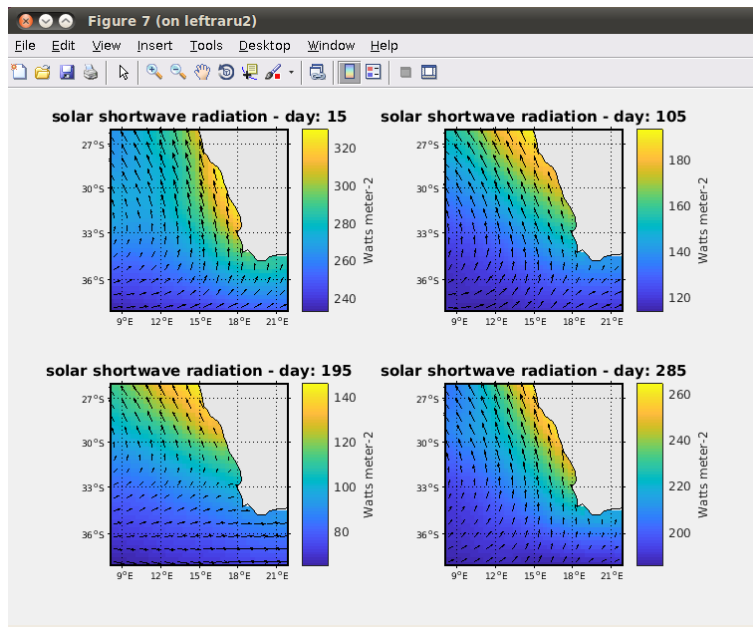 Figure 7 (on leftraru2)
File Edit View Insert Tools Desktop Window Help
solar shortwave radiation - day: 15
27°S
30°S
33°S
36°S
9°E 12°E 15°E 18°E 21°E
320
300
280
260
240
Watts meter-2
solar shortwave radiation - day: 105
27°S
30°S
33°S
36°S
9°E 12°E 15°E 18°E 21°E
180
160
140
120
Watts meter-2
solar shortwave radiation - day: 195
27°S
30°S
33°S
36°S
9°E 12°E 15°E 18°E 21°E
140
120
100
80
Watts meter-2
solar shortwave radiation - day: 285
27°S
30°S
33°S
36°S
9°E 12°E 15°E 18°E 21°E
260
240
220
200
Watts meter-2